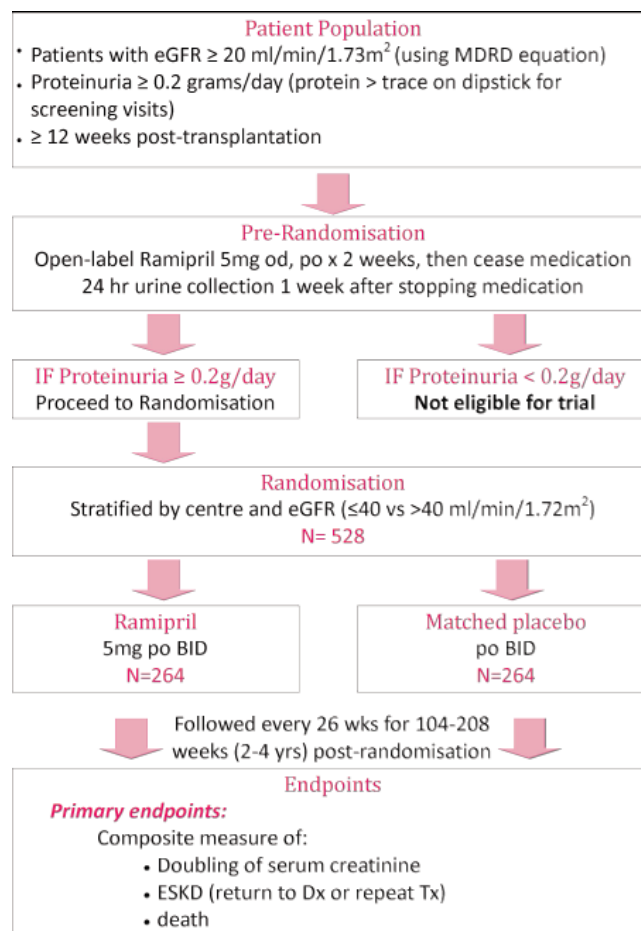 Patient Population
• Patients with eGFR ≥ 20 ml/min/1.73m² (using MDRD equation)
• Proteinuria ≥ 0.2 grams/day (protein > trace on dipstick for
screening visits)
• ≥ 12 weeks post-transplantation
Pre-Randomisation
Open-label Ramipril 5mg od, po x 2 weeks, then cease medication
24 hr urine collection 1 week after stopping medication
IF Proteinuria ≥ 0.2g/day
Proceed to Randomisation
IF Proteinuria < 0.2g/day
Not eligible for trial
Randomisation
Stratified by centre and eGFR (≤40 vs >40 ml/min/1.72m²)
N= 528
Ramipril
5mg po BID
N=264
Matched placebo
po BID
N=264
Followed every 26 wks for 104-208
weeks (2-4 yrs) post-randomisation
Endpoints
Primary endpoints:
Composite measure of:
• Doubling of serum creatinine
• ESKD (return to Dx or repeat Tx)
• death